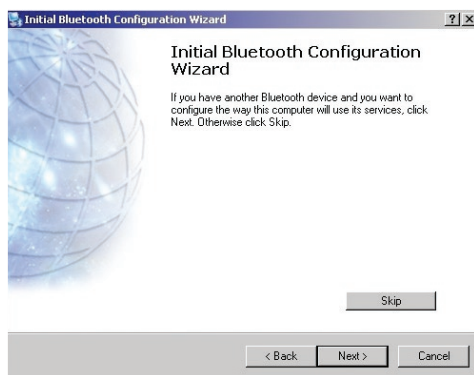 Initial Bluetooth Configuration Wizard
Initial Bluetooth Configuration
Wizard
If you have another Bluetooth device and you want to
configure the way this computer will use its services, click
Next. Otherwise click Skip.
Skip
< Back Next > Cancel